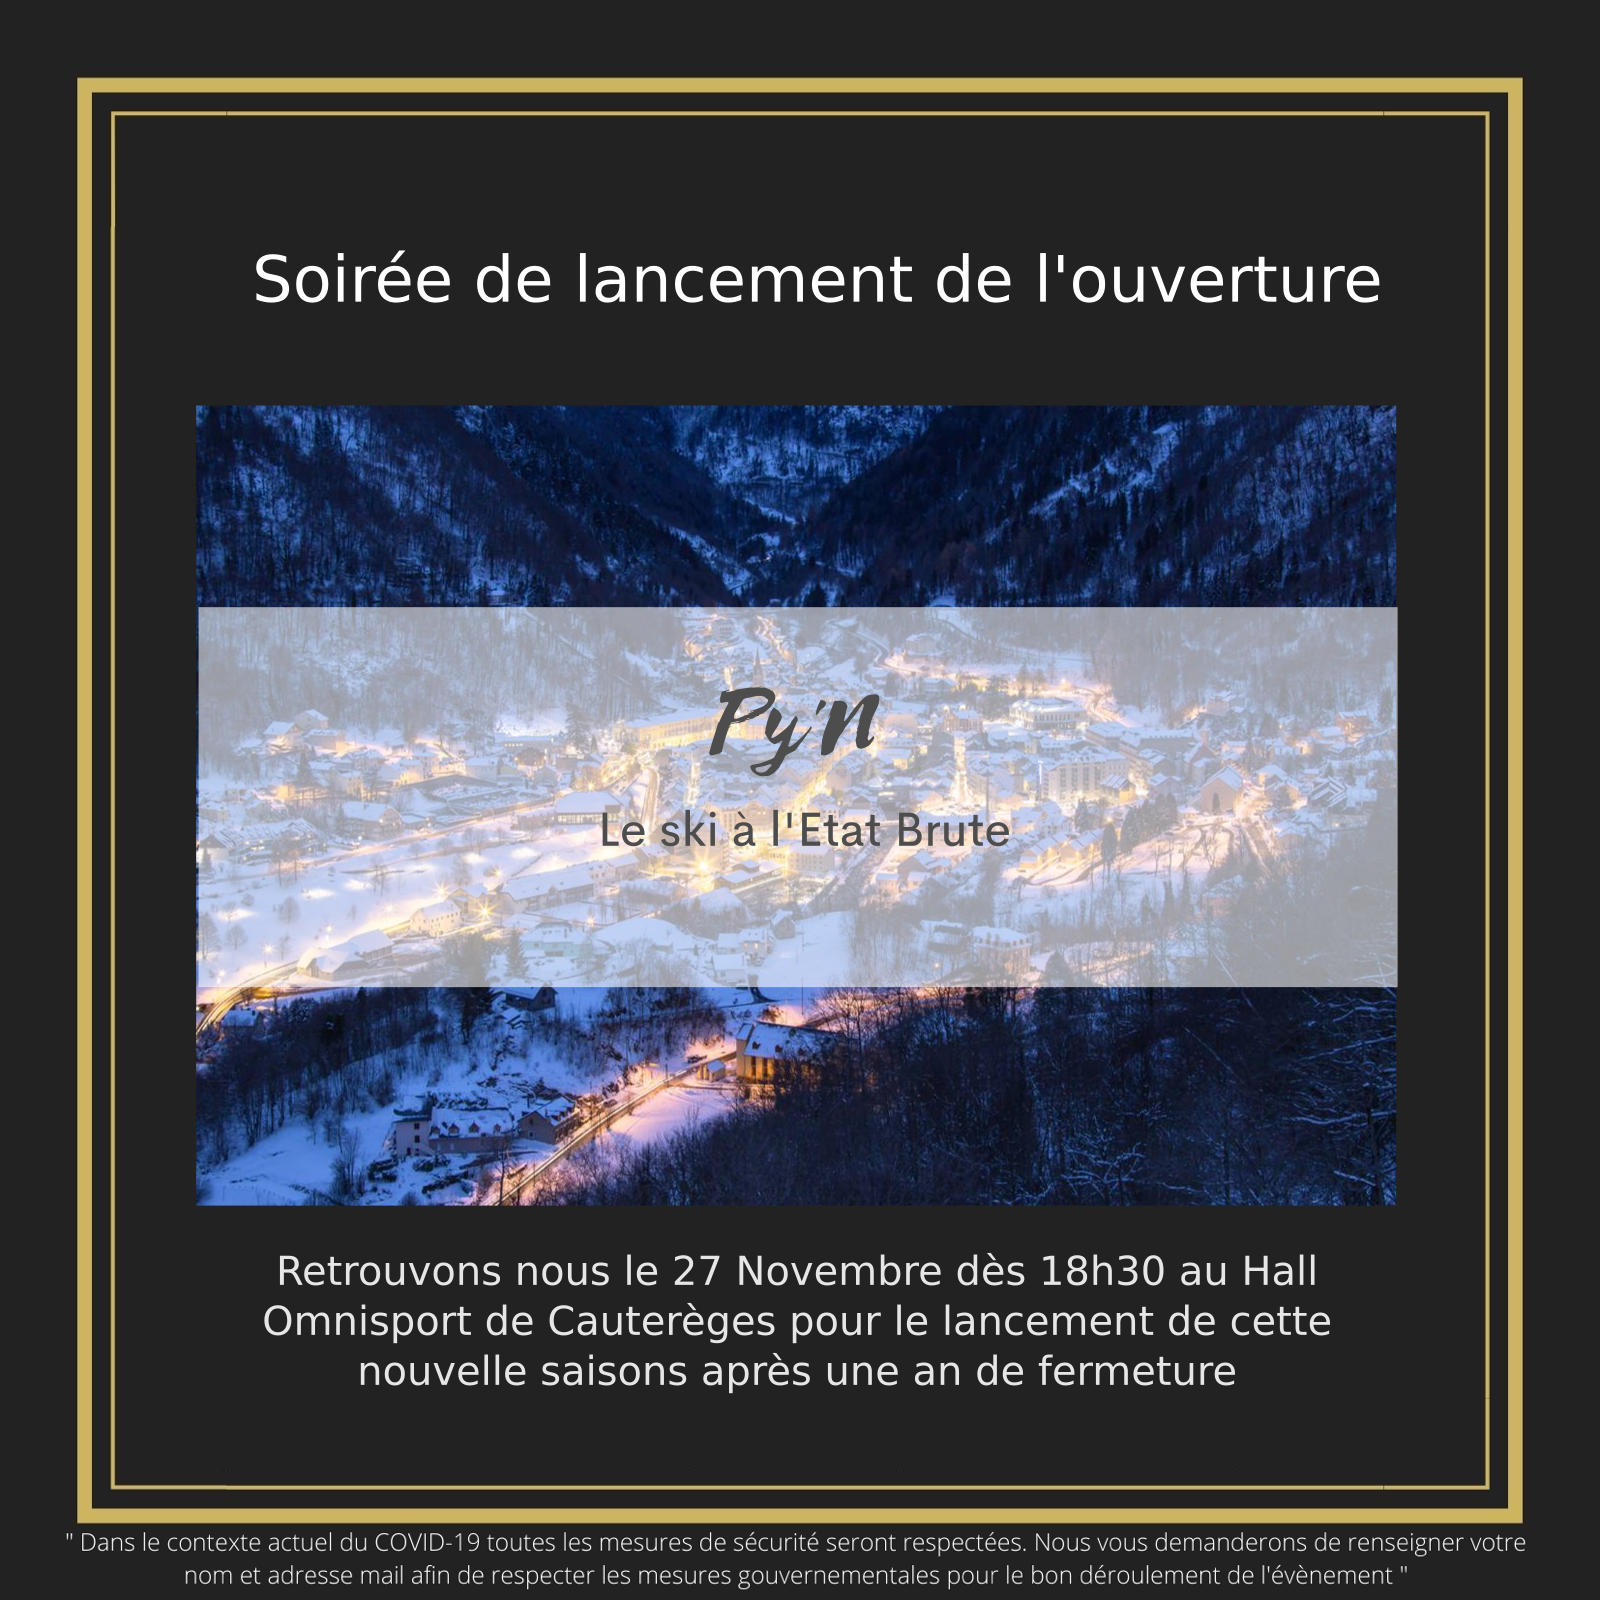 Soirée de lancement de l'ouverture
Py'N
Le ski à l'Etat Brute
Retrouvons nous le 27 Novembre dès 18h30 au Hall
Omnisport de Cauterèges pour le lancement de cette
nouvelle saisons après une an de fermeture
" Dans le contexte actuel du COVID-19 toutes les mesures de sécurité seront respectées. Nous vous demanderons de renseigner votre
nom et adresse mail afin de respecter les mesures gouvernementales pour le bon déroulement de l'évènement "